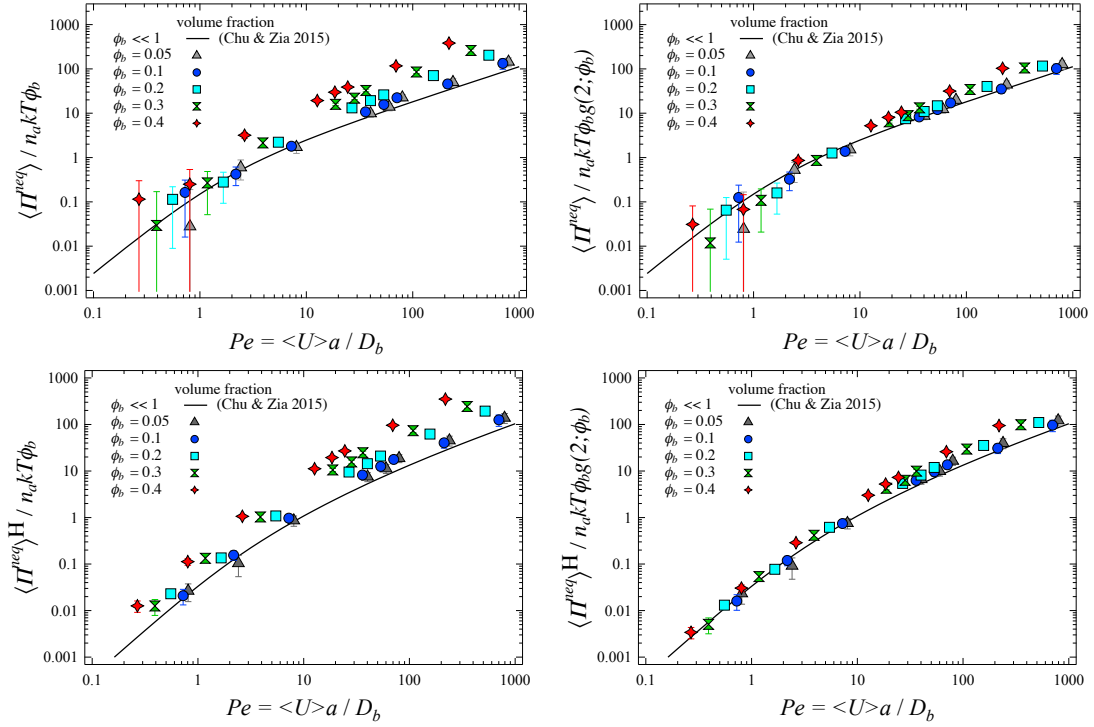 volume fraction
ϕb << 1 (Chu & Zia 2015)
ϕb = 0.05
ϕb = 0.1
ϕb = 0.2
ϕb = 0.3
ϕb = 0.4
⟨Πneq⟩ / nakTϕb
1000
100
10
1
0.1
0.01
0.001
0.1 1 10 100 1000
Pe = <U>a / Db
volume fraction
ϕb << 1 (Chu & Zia 2015)
ϕb = 0.05
ϕb = 0.1
ϕb = 0.2
ϕb = 0.3
ϕb = 0.4
⟨Πneq⟩ / nakTϕbg(2;ϕb)
1000
100
10
1
0.1
0.01
0.001
0.1 1 10 100 1000
Pe = <U>a / Db
volume fraction
ϕb << 1 (Chu & Zia 2015)
ϕb = 0.05
ϕb = 0.1
ϕb = 0.2
ϕb = 0.3
ϕb = 0.4
⟨Πneq⟩H / nakTϕb
1000
100
10
1
0.1
0.01
0.001
0.1 1 10 100 1000
Pe = <U>a / Db
volume fraction
ϕb << 1 (Chu & Zia 2015)
ϕb = 0.05
ϕb = 0.1
ϕb = 0.2
ϕb = 0.3
ϕb = 0.4
⟨Πneq⟩H / nakTϕbg(2;ϕb)
1000
100
10
1
0.1
0.01
0.001
0.1 1 10 100 1000
Pe = <U>a / Db